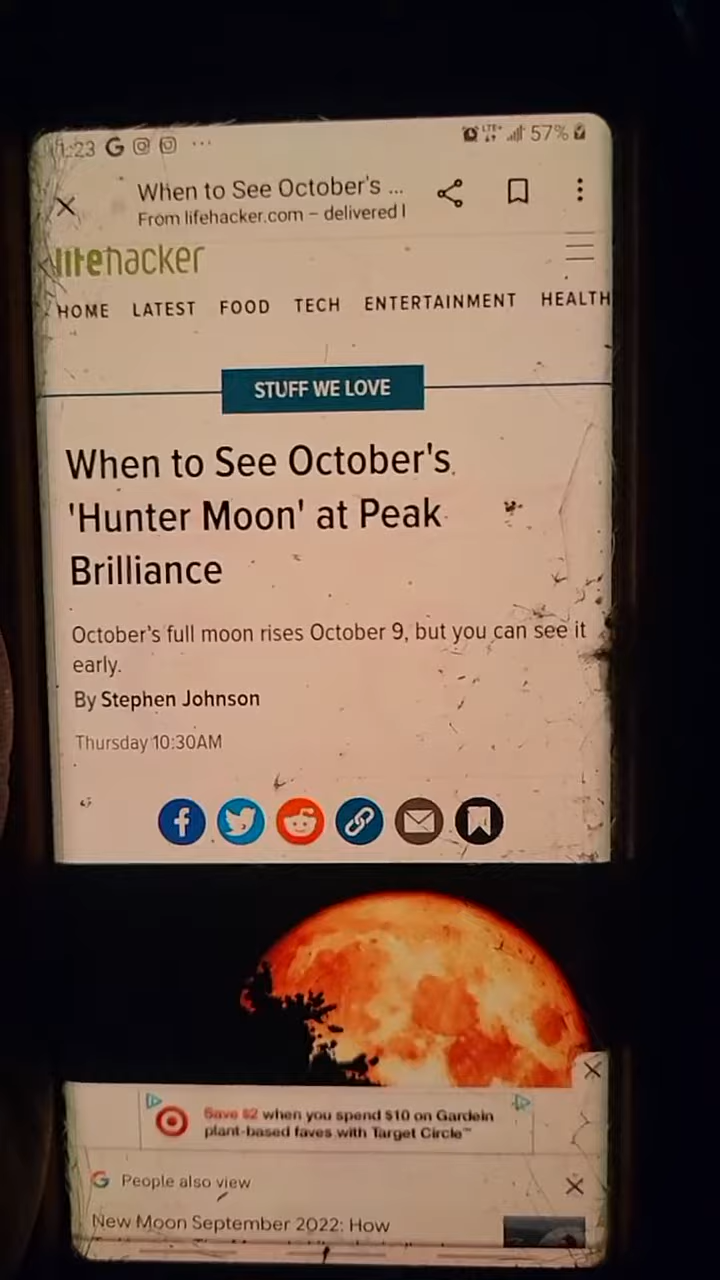 1:23 G ...
LTE+ 57%
When to See October's ...
From lifehacker.com – delivered
lifehacker
HOME LATEST FOOD TECH ENTERTAINMENT HEALTH
STUFF WE LOVE
When to See October's
'Hunter Moon' at Peak
Brilliance
October's full moon rises October 9, but you can see it
early.
By Stephen Johnson
Thursday 10:30AM
Save $2 when you spend $10 on Gardein
plant-based faves with Target Circle™
G People also view
New Moon September 2022: How